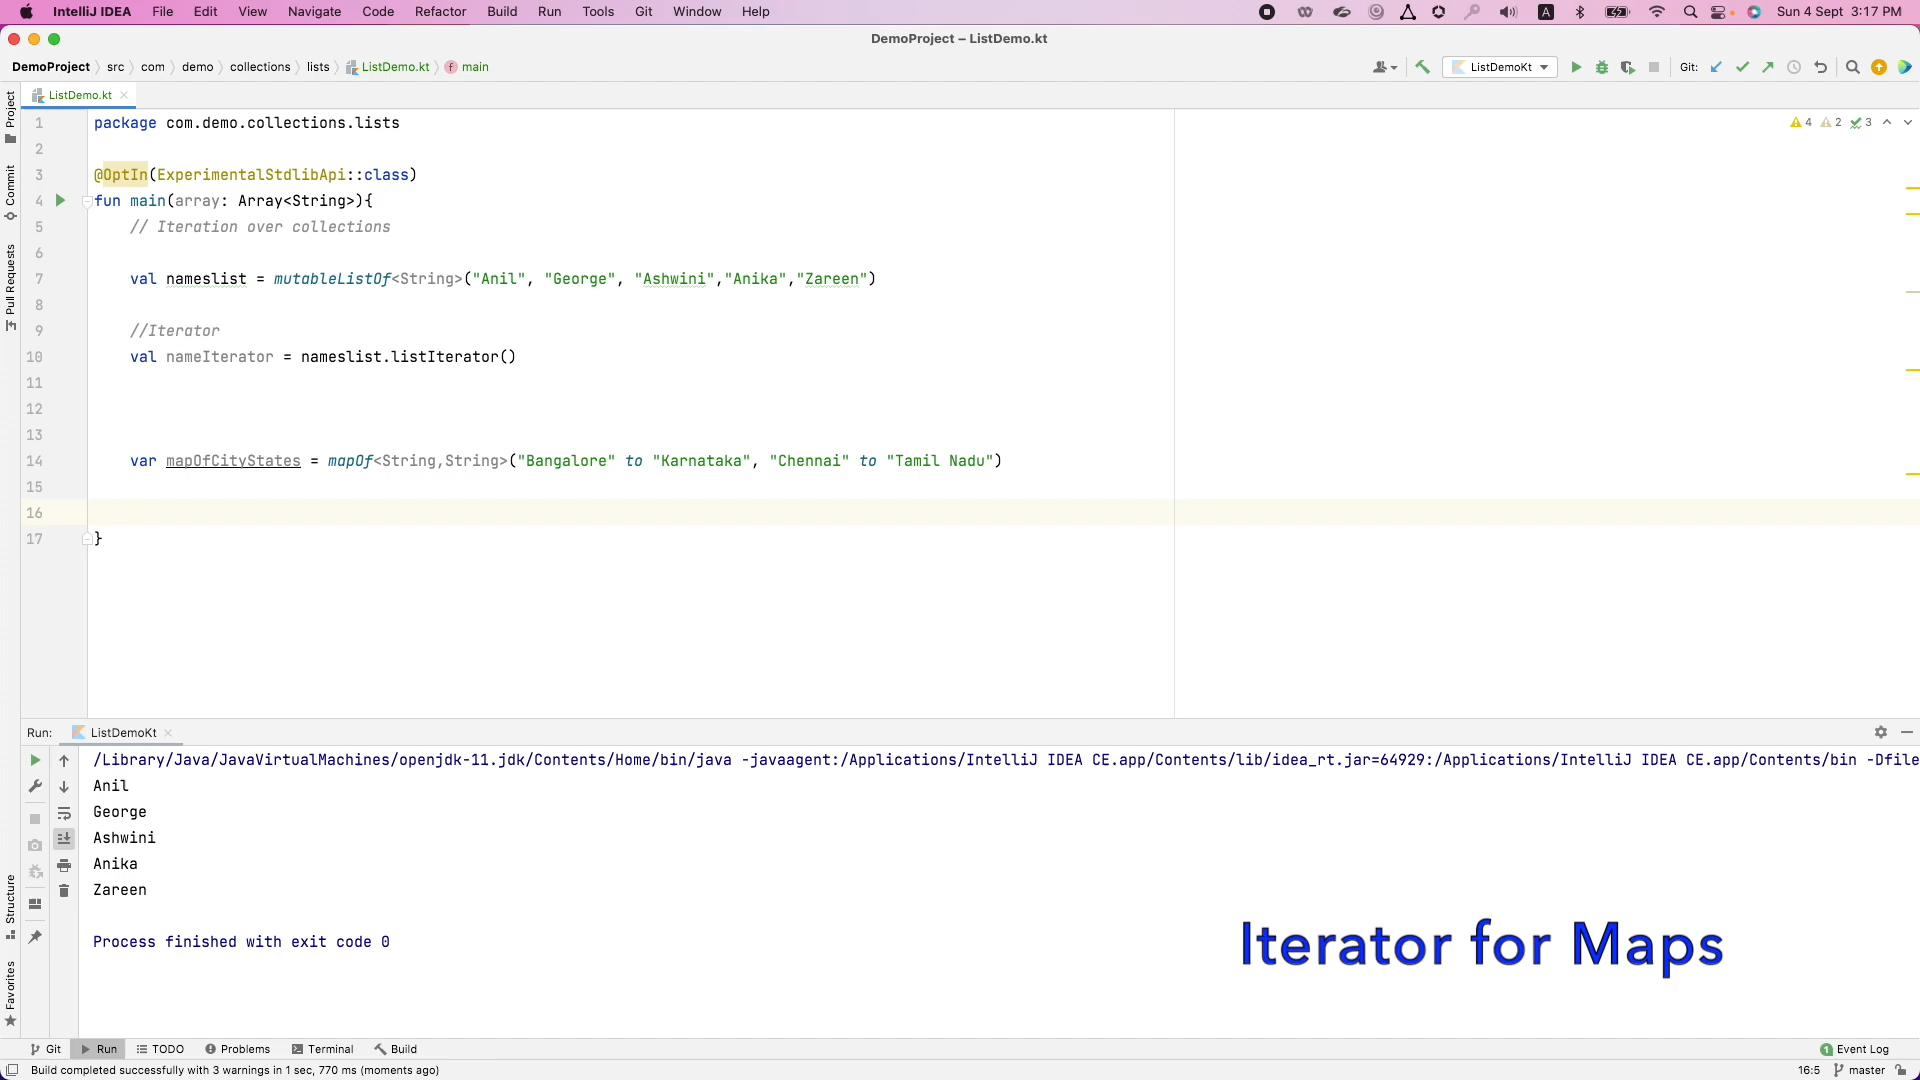 IntelliJ IDEA File Edit View Navigate Code Refactor Build Run Tools Git Window Help A Sun 4 Sept 3:17 PM
DemoProject – ListDemo.kt
DemoProject src com demo collections lists ListDemo.kt f main ListDemoKt Git:
ListDemo.kt
Project
Commit
Pull Requests
Structure
Favorites
4 2 3
1 package com.demo.collections.lists
2
3 @OptIn(ExperimentalStdlibApi::class)
4 fun main(array: Array<String>){
5 // Iteration over collections
6
7 val nameslist = mutableListOf<String>("Anil", "George", "Ashwini","Anika","Zareen")
8
9 //Iterator
10 val nameIterator = nameslist.listIterator()
11
12
13
14 var mapOfCityStates = mapOf<String,String>("Bangalore" to "Karnataka", "Chennai" to "Tamil Nadu")
15
16
17 }
Run: ListDemoKt
/Library/Java/JavaVirtualMachines/openjdk-11.jdk/Contents/Home/bin/java -javaagent:/Applications/IntelliJ IDEA CE.app/Contents/lib/idea_rt.jar=64929:/Applications/IntelliJ IDEA CE.app/Contents/bin -Dfile
Anil
George
Ashwini
Anika
Zareen
Process finished with exit code 0
Iterator for Maps
Git Run TODO Problems Terminal Build 1 Event Log
Build completed successfully with 3 warnings in 1 sec, 770 ms (moments ago) 16:5 master